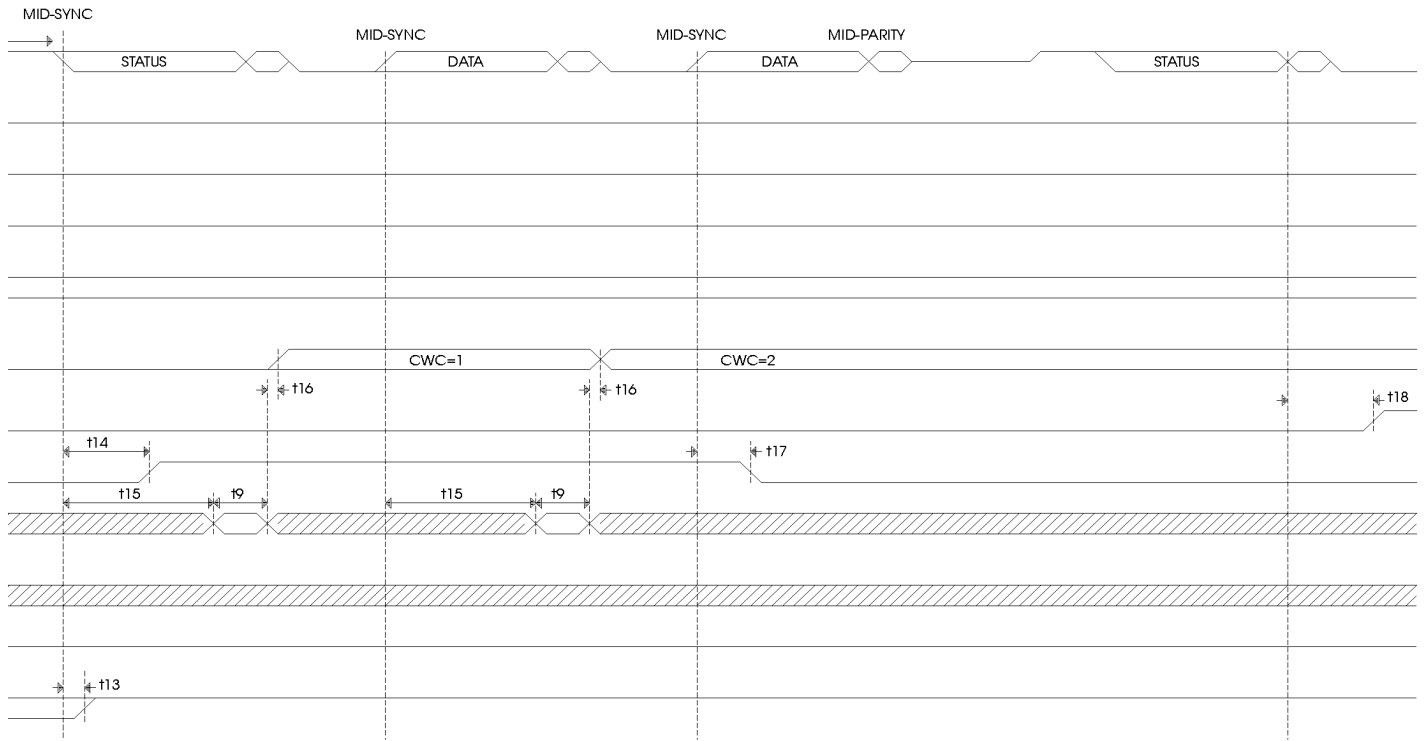 MID-SYNC
MID-SYNC MID-SYNC MID-PARITY
STATUS DATA DATA STATUS
CWC=1 CWC=2
t16 t16 t18
t14 t17
t15 t9 t15 t9
t13